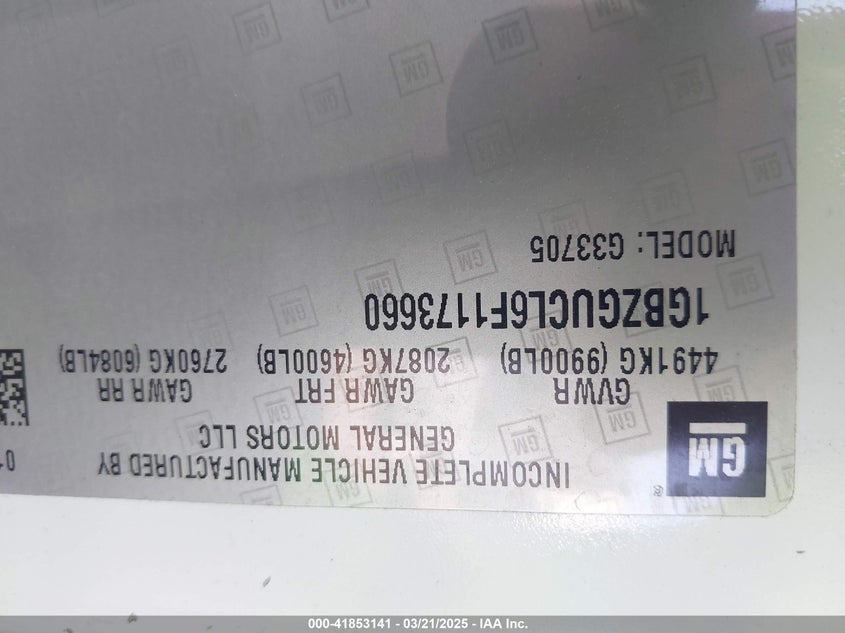 GM
®
INCOMPLETE VEHICLE MANUFACTURED BY
GENERAL MOTORS LLC
GVWR GAWR FRT GAWR RR
4491KG (9900LB) 2087KG (4600LB) 2760KG (6084LB)
1GBZGUCL6F1173660
MODEL: G33705
000-41853141 - 03/21/2025 - IAA Inc.